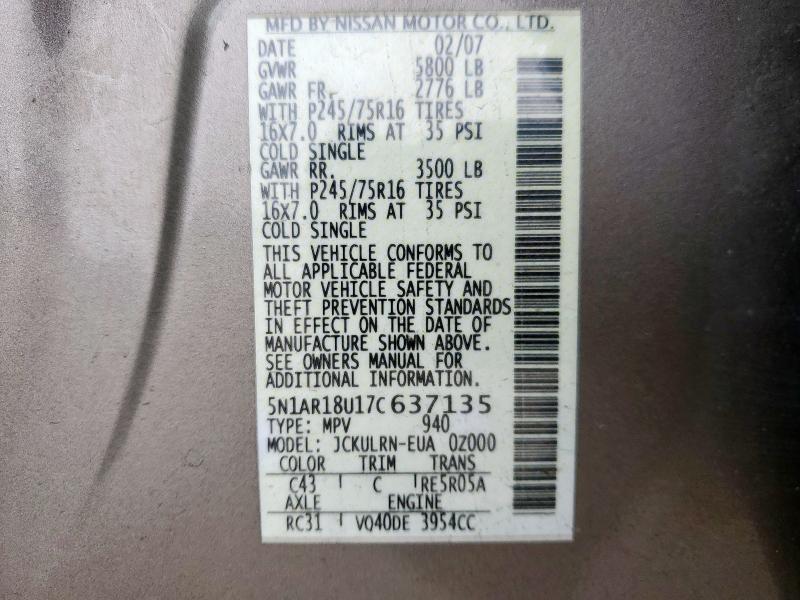 MFD BY NISSAN MOTOR CO., LTD.
DATE 02/07
GVWR 5800 LB
GAWR FR. 2776 LB
WITH P245/75R16 TIRES
16X7.0 RIMS AT 35 PSI
COLD SINGLE
GAWR RR. 3500 LB
WITH P245/75R16 TIRES
16X7.0 RIMS AT 35 PSI
COLD SINGLE
THIS VEHICLE CONFORMS TO
ALL APPLICABLE FEDERAL
MOTOR VEHICLE SAFETY AND
THEFT PREVENTION STANDARDS
IN EFFECT ON THE DATE OF
MANUFACTURE SHOWN ABOVE.
SEE OWNERS MANUAL FOR
ADDITIONAL INFORMATION.
5N1AR18U17C637135
TYPE: MPV 940
MODEL: JCKULRN-EUA 0Z000
COLOR TRIM TRANS
C43 C RE5R05A
AXLE ENGINE
RC31 VQ40DE 3954CC